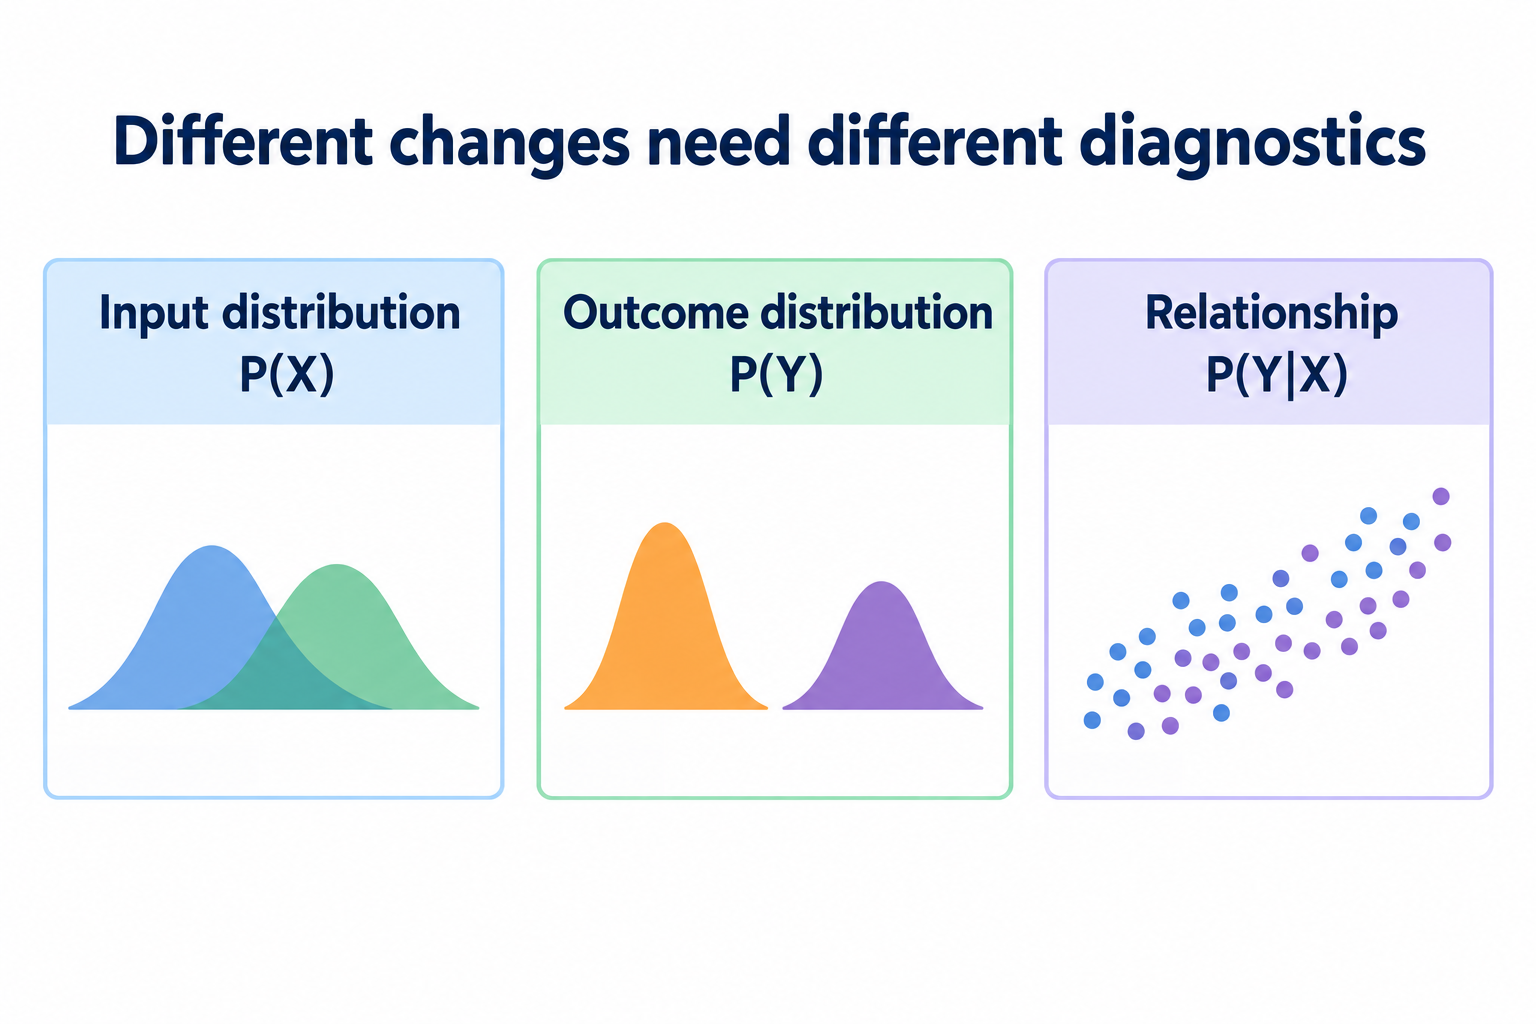 Different changes need different diagnostics
Input distribution
P(X)
Outcome distribution
P(Y)
Relationship
P(Y|X)